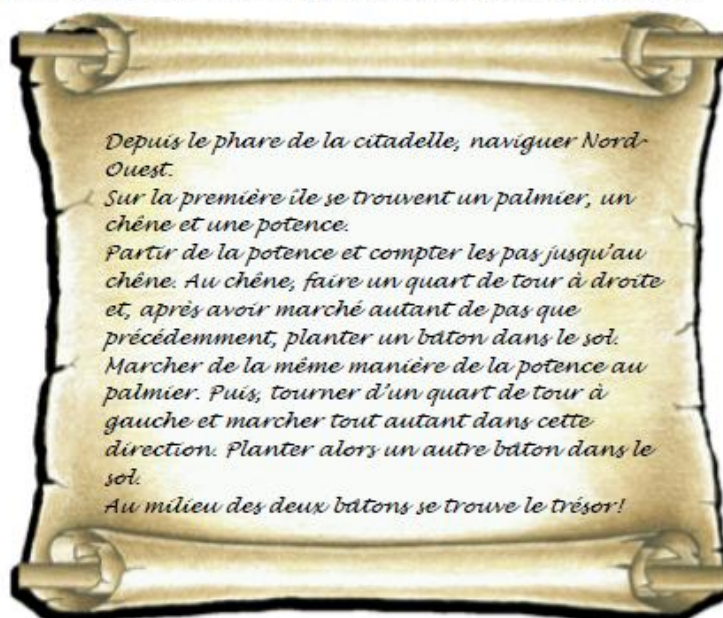 Depuis le phare de la citadelle, naviguer Nord-
Ouest.
Sur la première île se trouvent un palmier, un
chêne et une potence.
Partir de la potence et compter les pas jusqu'au
chêne. Au chêne, faire un quart de tour à droite
et, après avoir marché autant de pas que
précédemment, planter un bâton dans le sol.
Marcher de la même manière de la potence au
palmier. Puis, tourner d'un quart de tour à
gauche et marcher tout autant dans cette
direction. Planter alors un autre bâton dans le
sol.
Au milieu des deux bâtons se trouve le trésor!